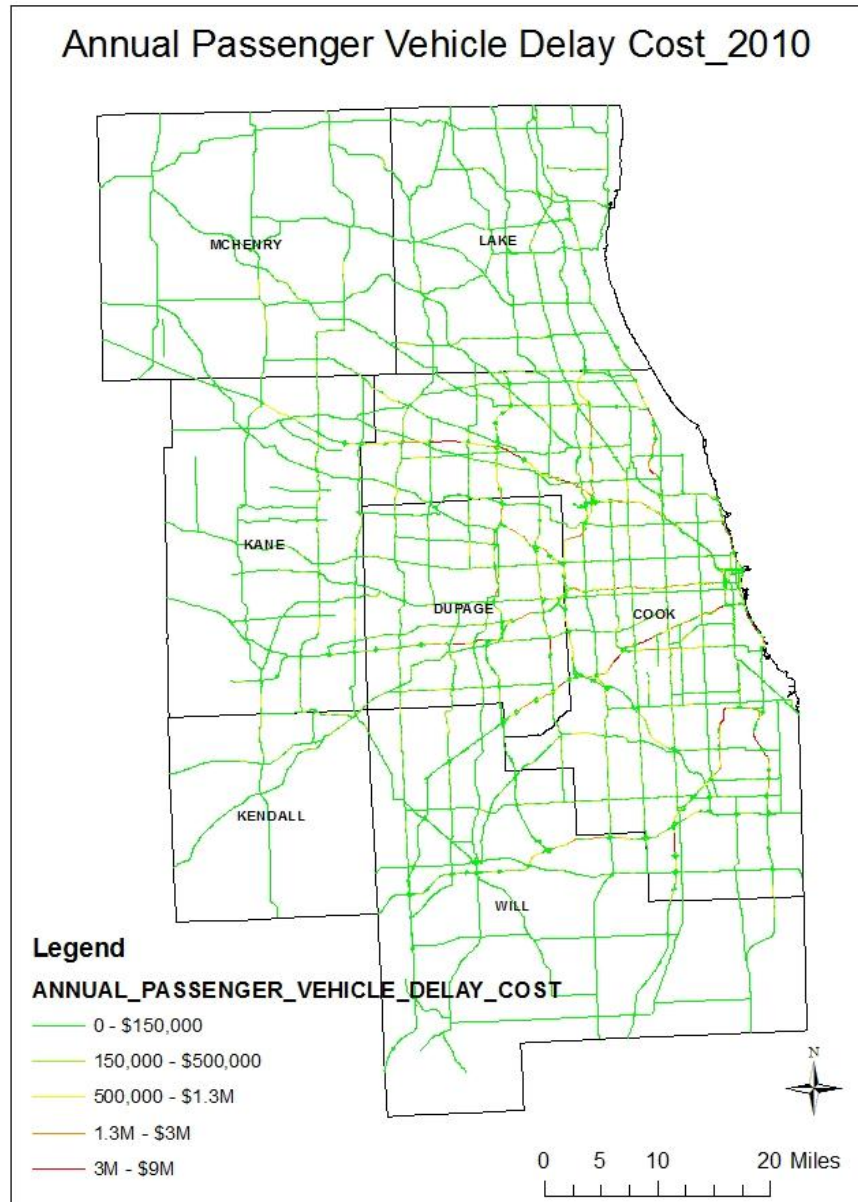 Annual Passenger Vehicle Delay Cost_2010
MCHENRY
LAKE
KANE
DUPAGE
COOK
KENDALL
WILL
Legend
ANNUAL_PASSENGER_VEHICLE_DELAY_COST
0 - $150,000
150,000 - $500,000
500,000 - $1.3M
1.3M - $3M
3M - $9M
N
0 5 10 20 Miles